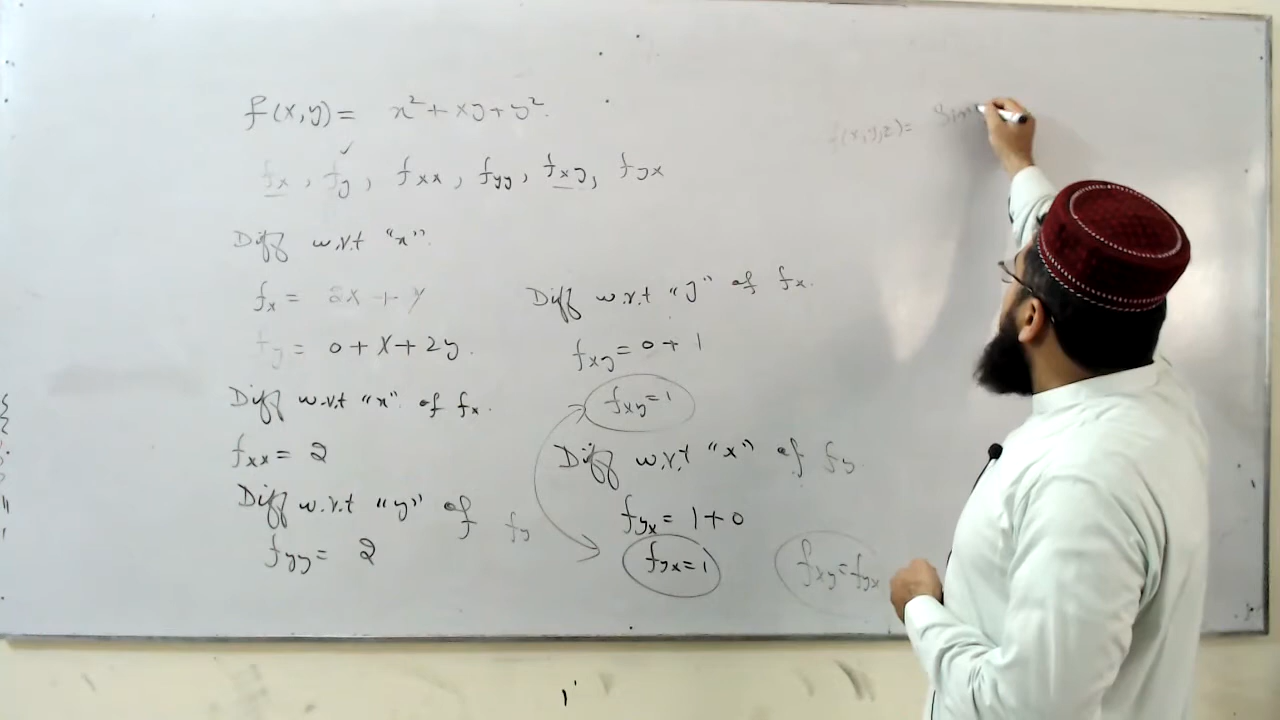 f(x,y) = x² + xy + y².
fx , fy , fxx , fyy , fxy , fyx
Diff w.r.t "x".
fx = 2x + y
fy = 0 + x + 2y.
Diff w.r.t "x" of fx.
fxx = 2
Diff w.r.t "y" of fy
fyy = 2
Diff w.r.t "y" of fx.
fxy = 0 + 1
fxy = 1
Diff w.r.t "x" of fy
fyx = 1 + 0
fyx = 1
fxy = fyx
f(x,y,z) = Sin